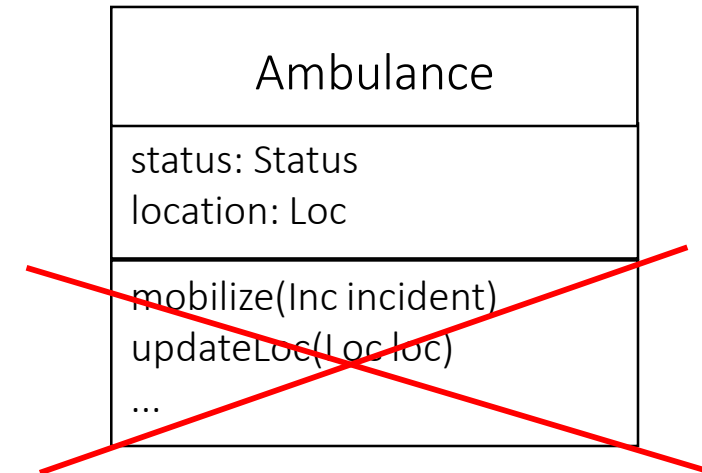 Ambulance
status: Status
location: Loc
mobilize(Inc incident)
updateLoc(Loc loc)
...